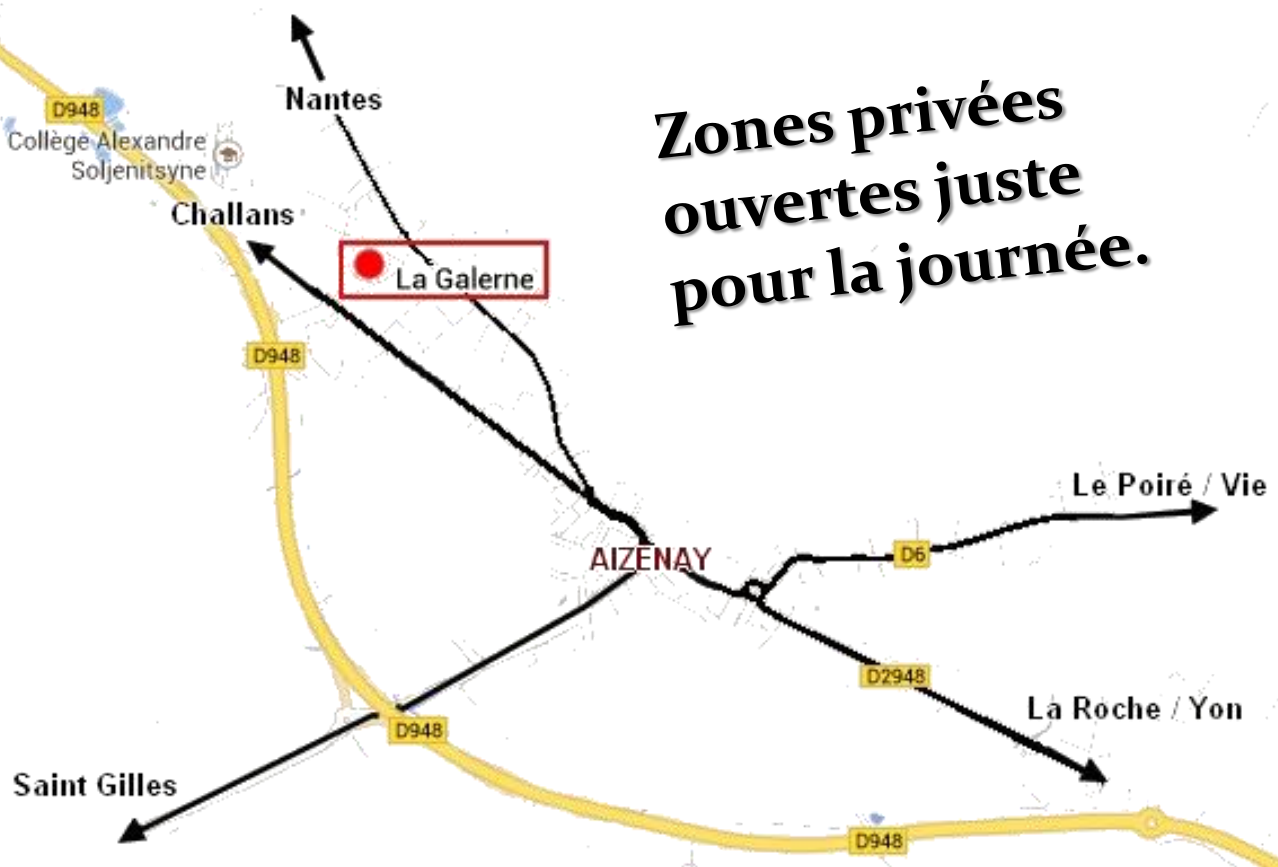 Nantes
Zones privées
ouvertes juste
pour la journée.
D948
Collège Alexandre
Soljenitsyne
Challans
La Galerne
D948
Le Poiré / Vie
AIZENAY
D6
D2948
La Roche / Yon
D948
Saint Gilles
D948